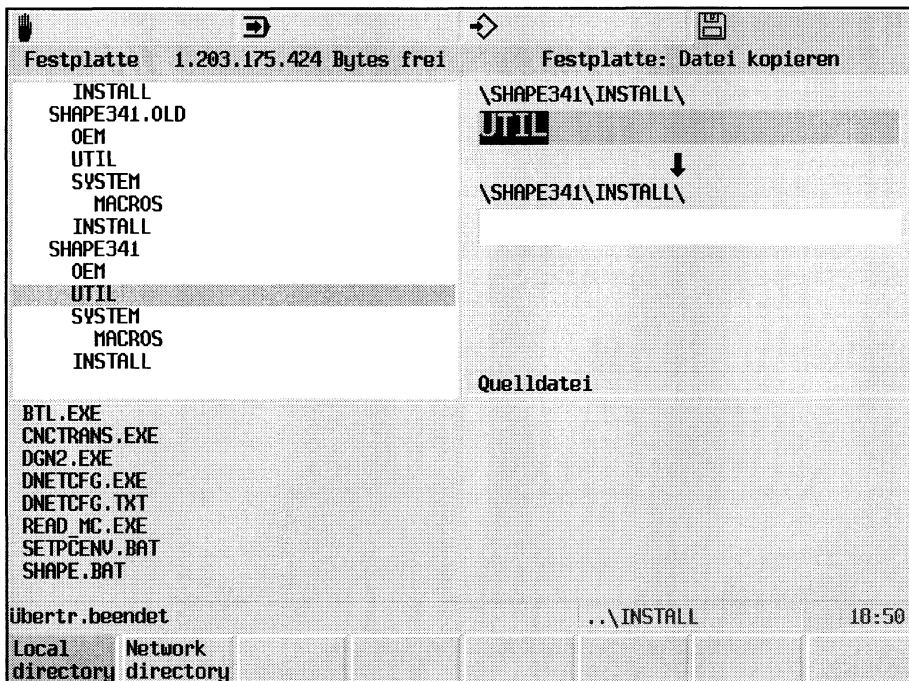 Festplatte 1.203.175.424 Bytes frei
Festplatte: Datei kopieren
INSTALL
SHAPE341.OLD
OEM
UTIL
SYSTEM
MACROS
INSTALL
SHAPE341
OEM
UTIL
SYSTEM
MACROS
INSTALL
\SHAPE341\INSTALL\
UTIL
\SHAPE341\INSTALL\
Quelldatei
BTL.EXE
CNCTRANS.EXE
DGN2.EXE
DNETCFG.EXE
DNETCFG.TXT
READ_MC.EXE
SETPCENV.BAT
SHAPE.BAT
übertr.beendet ..\INSTALL 18:50
Local Network
directory directory